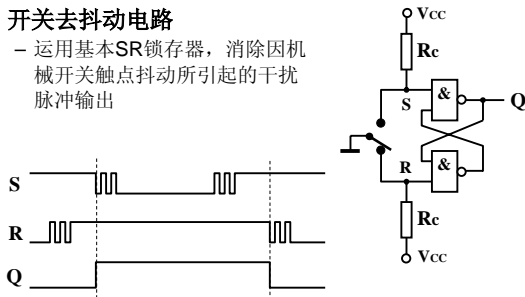 开关去抖动电路
– 运用基本SR锁存器，消除因机
械开关触点抖动所引起的干扰
脉冲输出
Vcc
Rc
S
&
Q
R
&
Rc
Vcc
S
R
Q